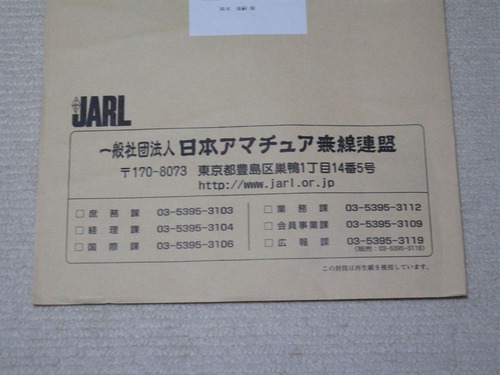 JARL
一般社団法人 日本アマチュア無線連盟
〒170-8073 東京都豊島区巣鴨1丁目14番5号
http://www.jarl.or.jp
□ 庶務課 03-5395-3103
□ 経理課 03-5395-3104
□ 国際課 03-5395-3106
□ 業務課 03-5395-3112
□ 会員事業課 03-5395-3109
□ 広報課 03-5395-3119
この封筒は再生紙を使用しています。